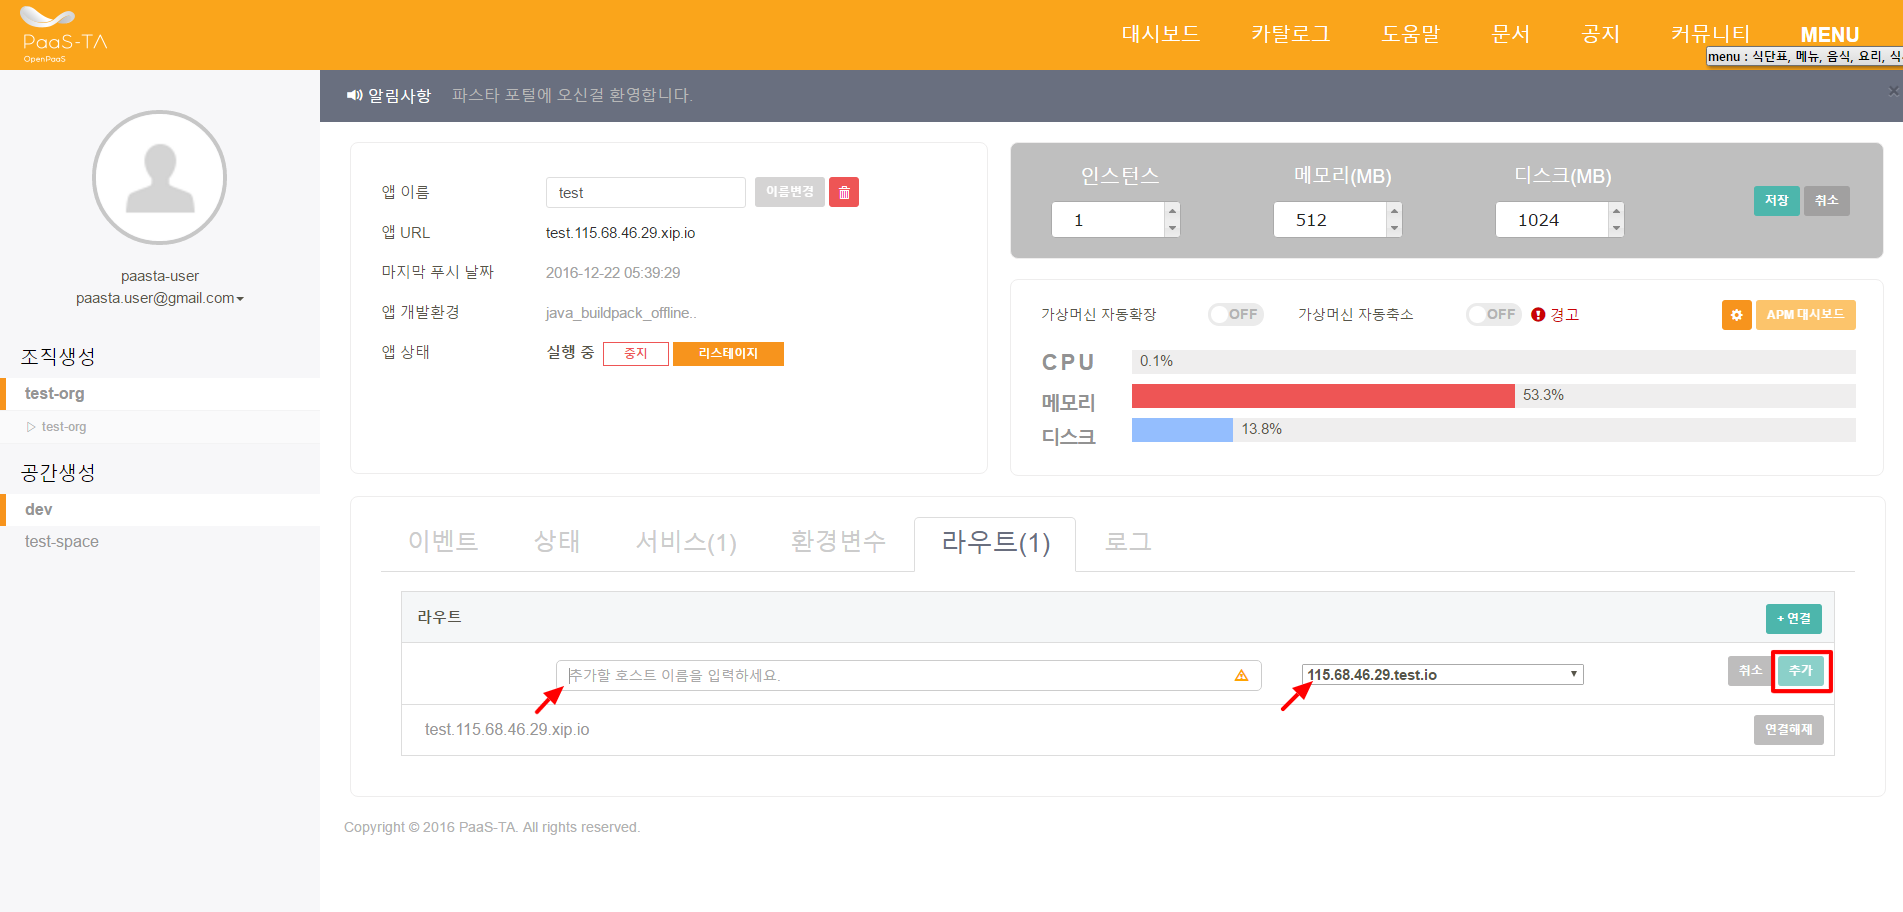 PaaS-TA
OpenPaaS
대시보드 카탈로그 도움말 문서 공지 커뮤니티 MENU
menu : 식단표, 메뉴, 음식, 요리,
알림사항 파스타 포털에 오신걸 환영합니다.
×
paasta-user
paasta.user@gmail.com
조직생성
test-org
test-org
공간생성
dev
test-space
앱 이름 test 이름변경
앱 URL test.115.68.46.29.xip.io
마지막 푸시 날짜 2016-12-22 05:39:29
앱 개발환경 java_buildpack_offline..
앱 상태 실행 중 중지 리스테이지
인스턴스 메모리(MB) 디스크(MB)
1 512 1024 저장 취소
가상머신 자동확장 OFF 가상머신 자동축소 OFF 경고 APM 대시보드
CPU 0.1%
메모리 53.3%
디스크 13.8%
이벤트 상태 서비스(1) 환경변수 라우트(1) 로그
라우트 + 연결
추가할 호스트 이름을 입력하세요. 115.68.46.29.test.io 취소 추가
test.115.68.46.29.xip.io 연결해제
Copyright © 2016 PaaS-TA. All rights reserved.